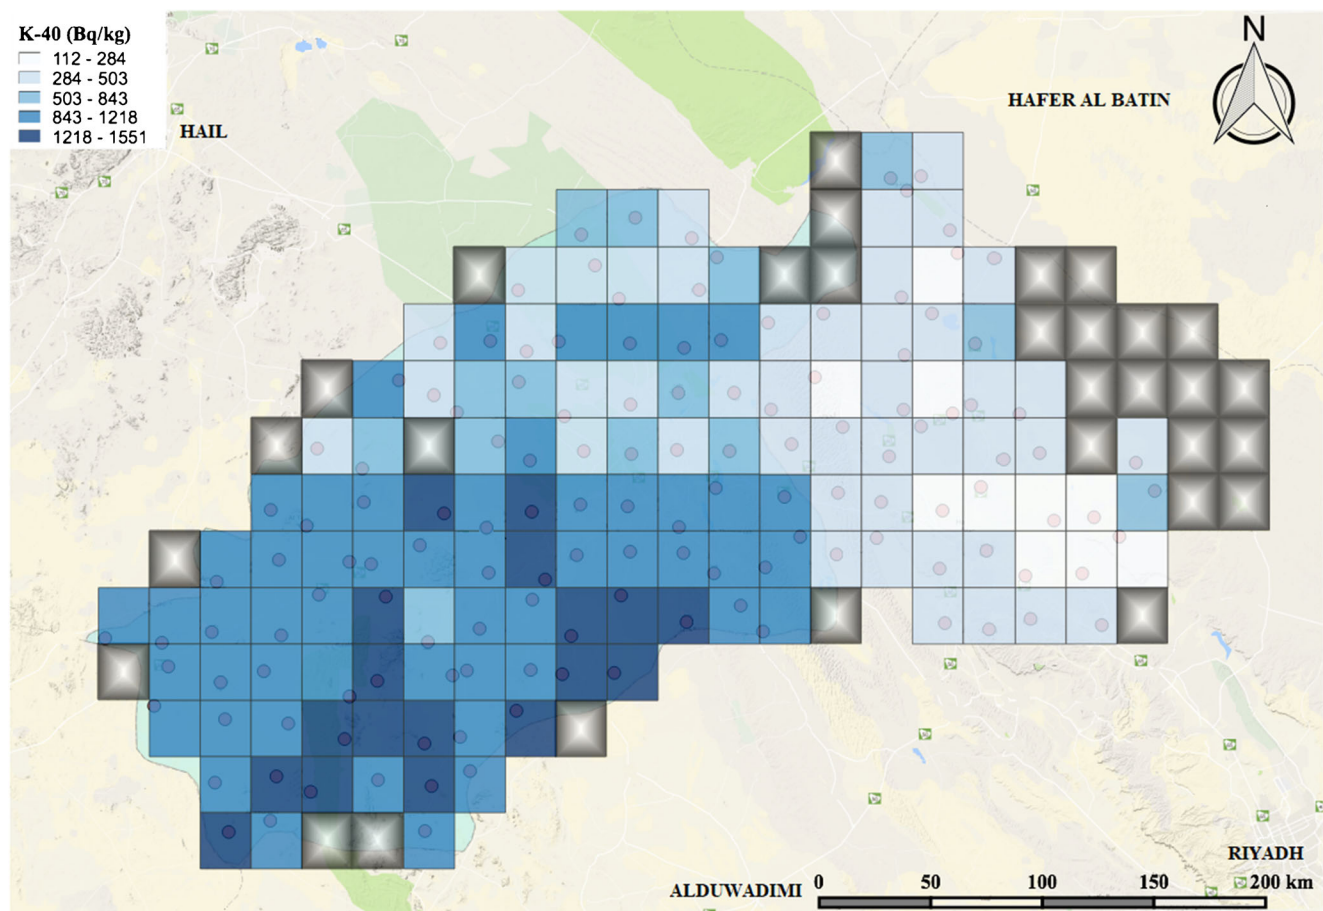 K-40 (Bq/kg)
112 - 284
284 - 503
503 - 843
843 - 1218
1218 - 1551
HAIL
HAFER AL BATIN
N
RIYADH
ALDUWADIMI
0 50 100 150 200 km